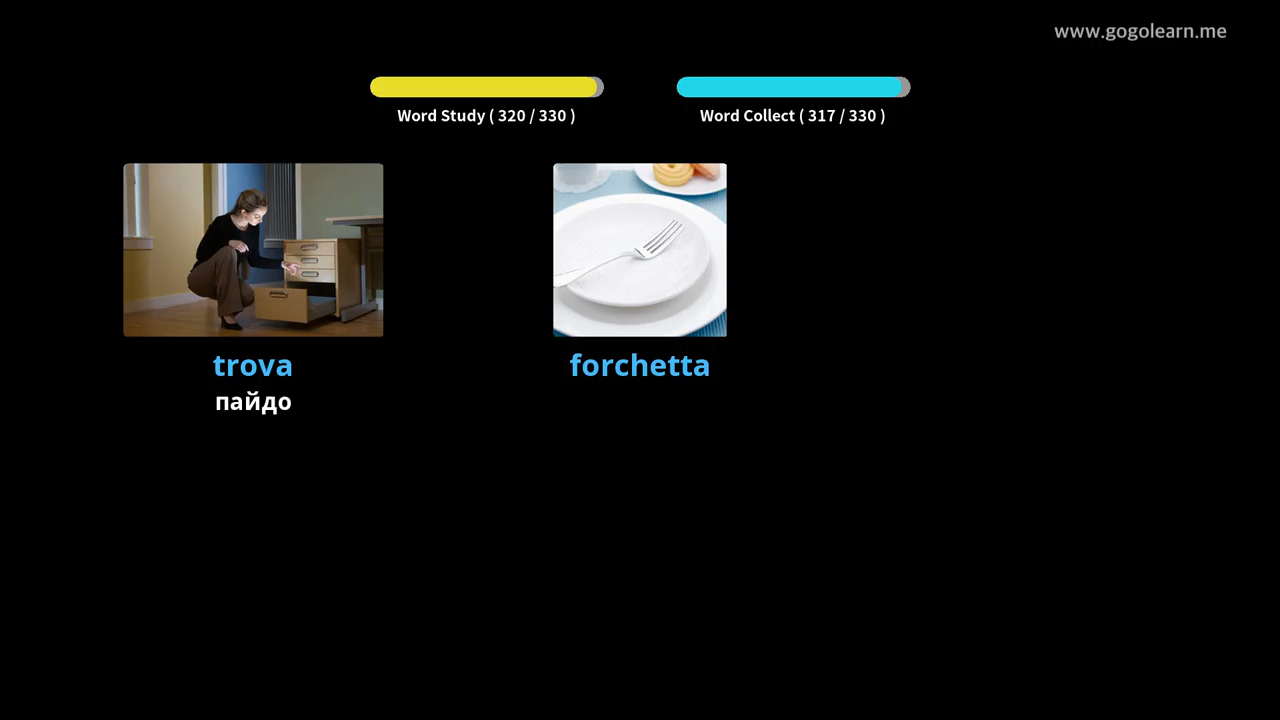 www.gogolearn.me
Word Study ( 320 / 330 )
Word Collect ( 317 / 330 )
trova
пайдо
forchetta